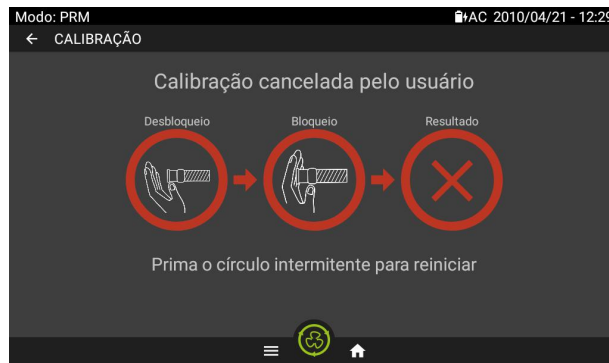 Modo: PRM AC 2010/04/21 - 12:29
CALIBRAÇÃO
Calibração cancelada pelo usuário
Desbloqueio Bloqueio Resultado
Prima o círculo intermitente para reiniciar